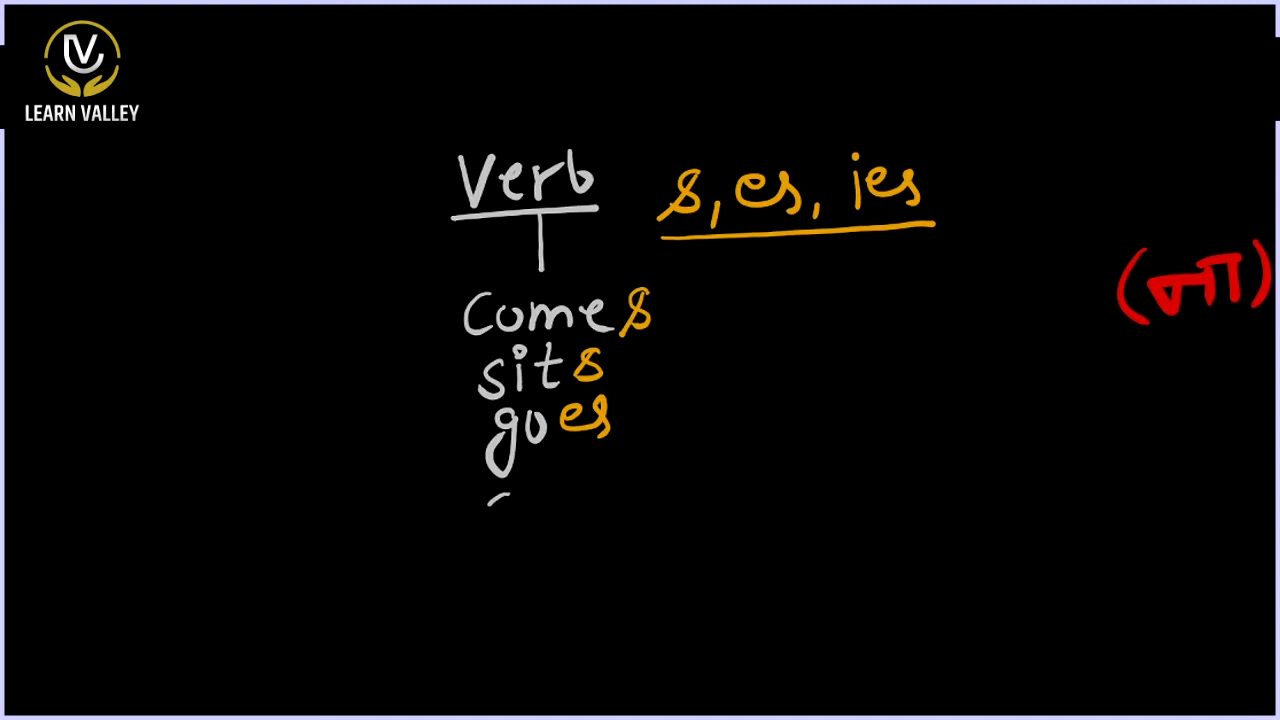 LEARN VALLEY
Verb s, es, ies
(ना)
Comes
sits
goes